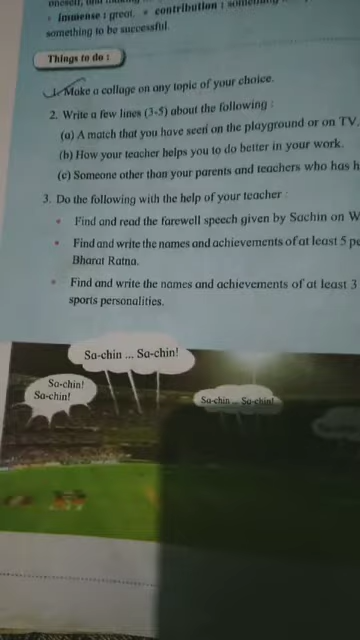 oneself, and
• immense : great. • contribution : something
something to be successful.
Things to do :
1. Make a collage on any topic of your choice.
2. Write a few lines (3-5) about the following :
(a) A match that you have seen on the playground or on TV.
(b) How your teacher helps you to do better in your work.
(c) Someone other than your parents and teachers who has h
3. Do the following with the help of your teacher :
• Find and read the farewell speech given by Sachin on W
• Find and write the names and achievements of at least 5 pe
Bharat Ratna.
• Find and write the names and achievements of at least 3
sports personalities.
Sa-chin ... Sa-chin!
Sa-chin!
Sa-chin!
Sa-chin ... Sa-chin!